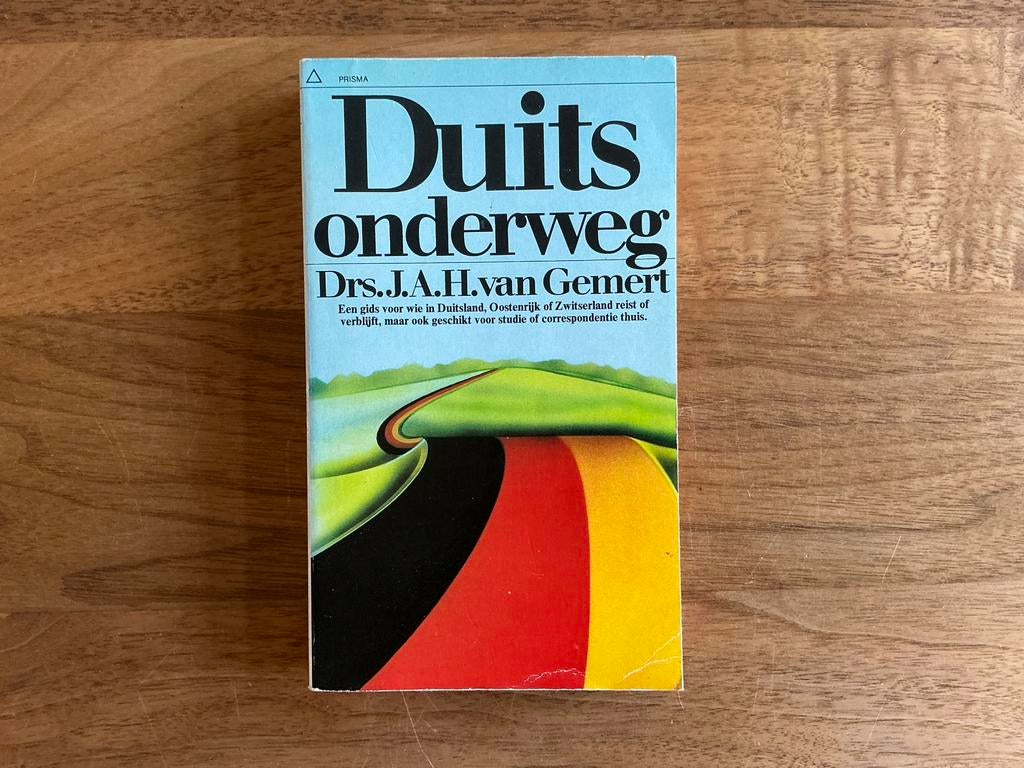 PRISMA
Duits
onderweg
Drs.J.A.H.van Gemert
Een gids voor wie in Duitsland, Oostenrijk of Zwitserland reist of
verblijft, maar ook geschikt voor studie of correspondentie thuis.